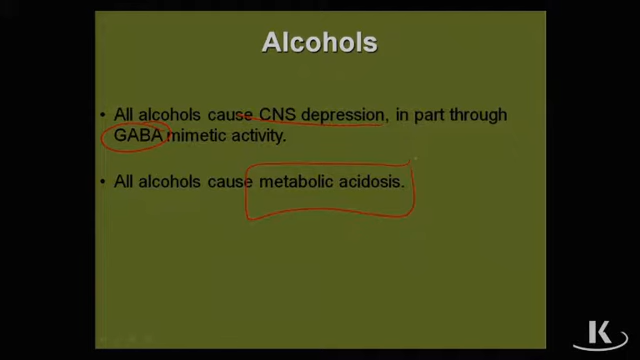 Alcohols
• All alcohols cause CNS depression, in part through
GABA mimetic activity.
• All alcohols cause metabolic acidosis.
K